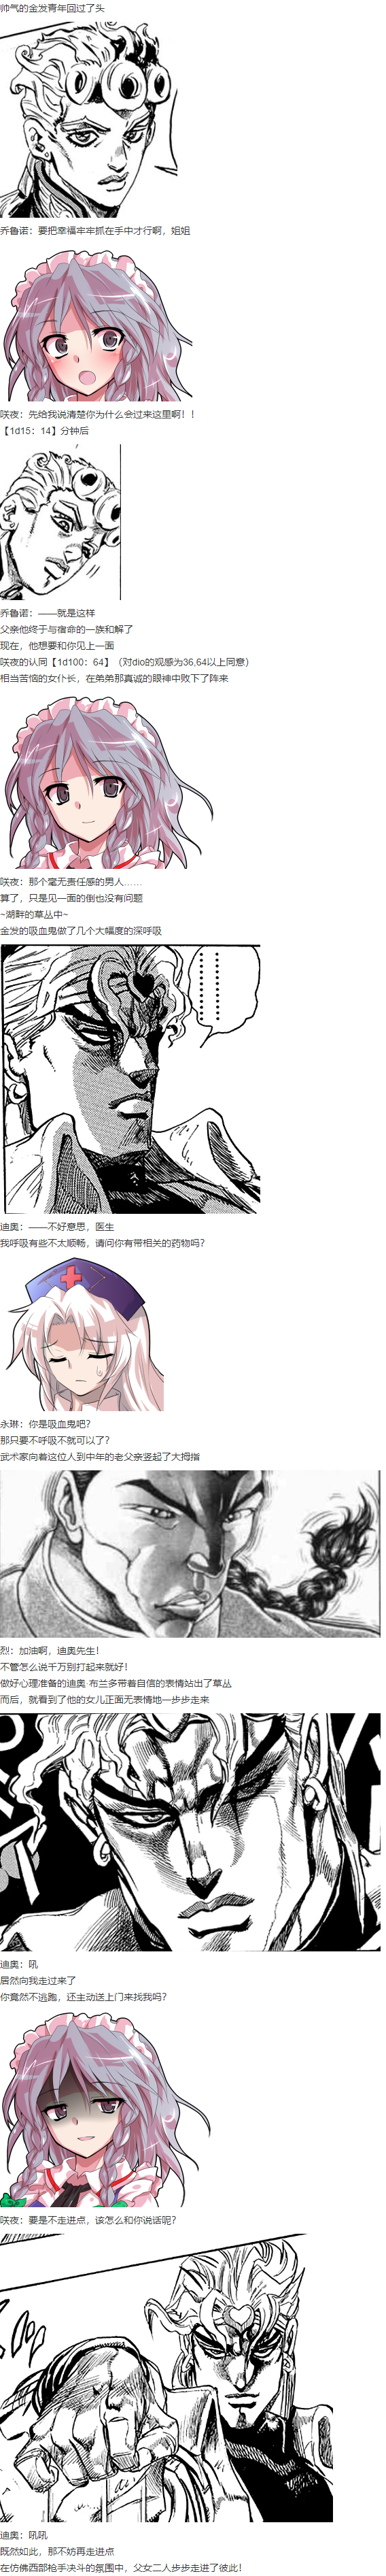 帅气的金发青年回过了头
乔鲁诺：要把幸福牢牢抓在手中才行啊，姐姐
咲夜：先给我说清楚你为什么会过来这里啊！！
【1d15：14】分钟后
乔鲁诺：——就是这样
父亲他终于与宿命的一族和解了
现在，他想要和你见上一面
咲夜的认同【1d100：64】（对dio的观感为36,64以上同意）
相当苦恼的女仆长，在弟弟那真诚的眼神中败下了阵来
咲夜：那个毫无责任感的男人……
算了，只是见一面的倒也没有问题
~湖畔的草丛中~
金发的吸血鬼做了几个大幅度的深呼吸
迪奥：——不好意思，医生
我呼吸有些不太顺畅，请问你有带相关的药物吗？
永琳：你是吸血鬼吧？
那只要不呼吸不就可以了？
武术家向着这位人到中年的老父亲竖起了大拇指
烈：加油啊，迪奥先生！
不管怎么说千万别打起来就好！
做好心理准备的迪奥·布兰多带着自信的表情站出了草丛
而后，就看到了他的女儿正面无表情地一步步走来
迪奥：吼
居然向我走过来了
你竟然不逃跑，还主动送上门来找我吗？
咲夜：要是不走进点，该怎么和你说话呢？
迪奥：吼吼
既然如此，那不妨再走进点
在仿佛西部枪手决斗的氛围中，父女二人步步走进了彼此！